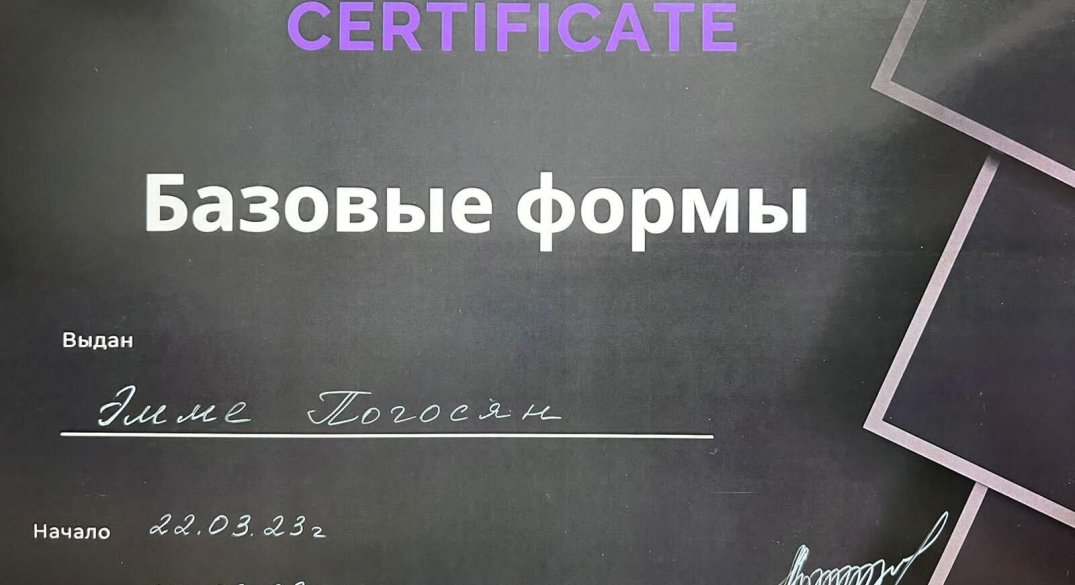 CERTIFICATE
Базовые формы
Выдан
Эмме Погосян
Начало 22.03.23г